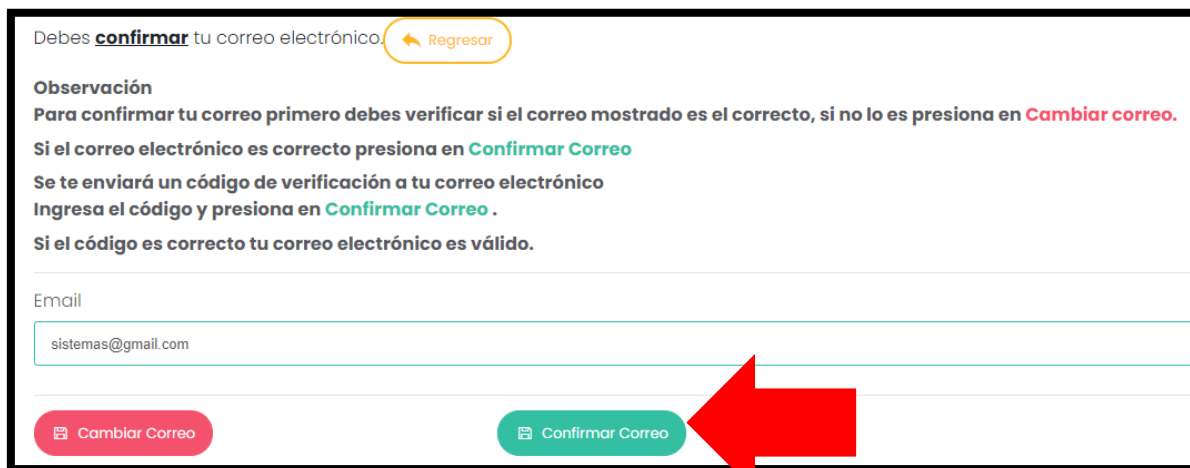 Debes confirmar tu correo electrónico. Regresar
Observación
Para confirmar tu correo primero debes verificar si el correo mostrado es el correcto, si no lo es presiona en Cambiar correo.
Si el correo electrónico es correcto presiona en Confirmar Correo
Se te enviará un código de verificación a tu correo electrónico
Ingresa el código y presiona en Confirmar Correo .
Si el código es correcto tu correo electrónico es válido.
Email
sistemas@gmail.com
Cambiar Correo Confirmar Correo